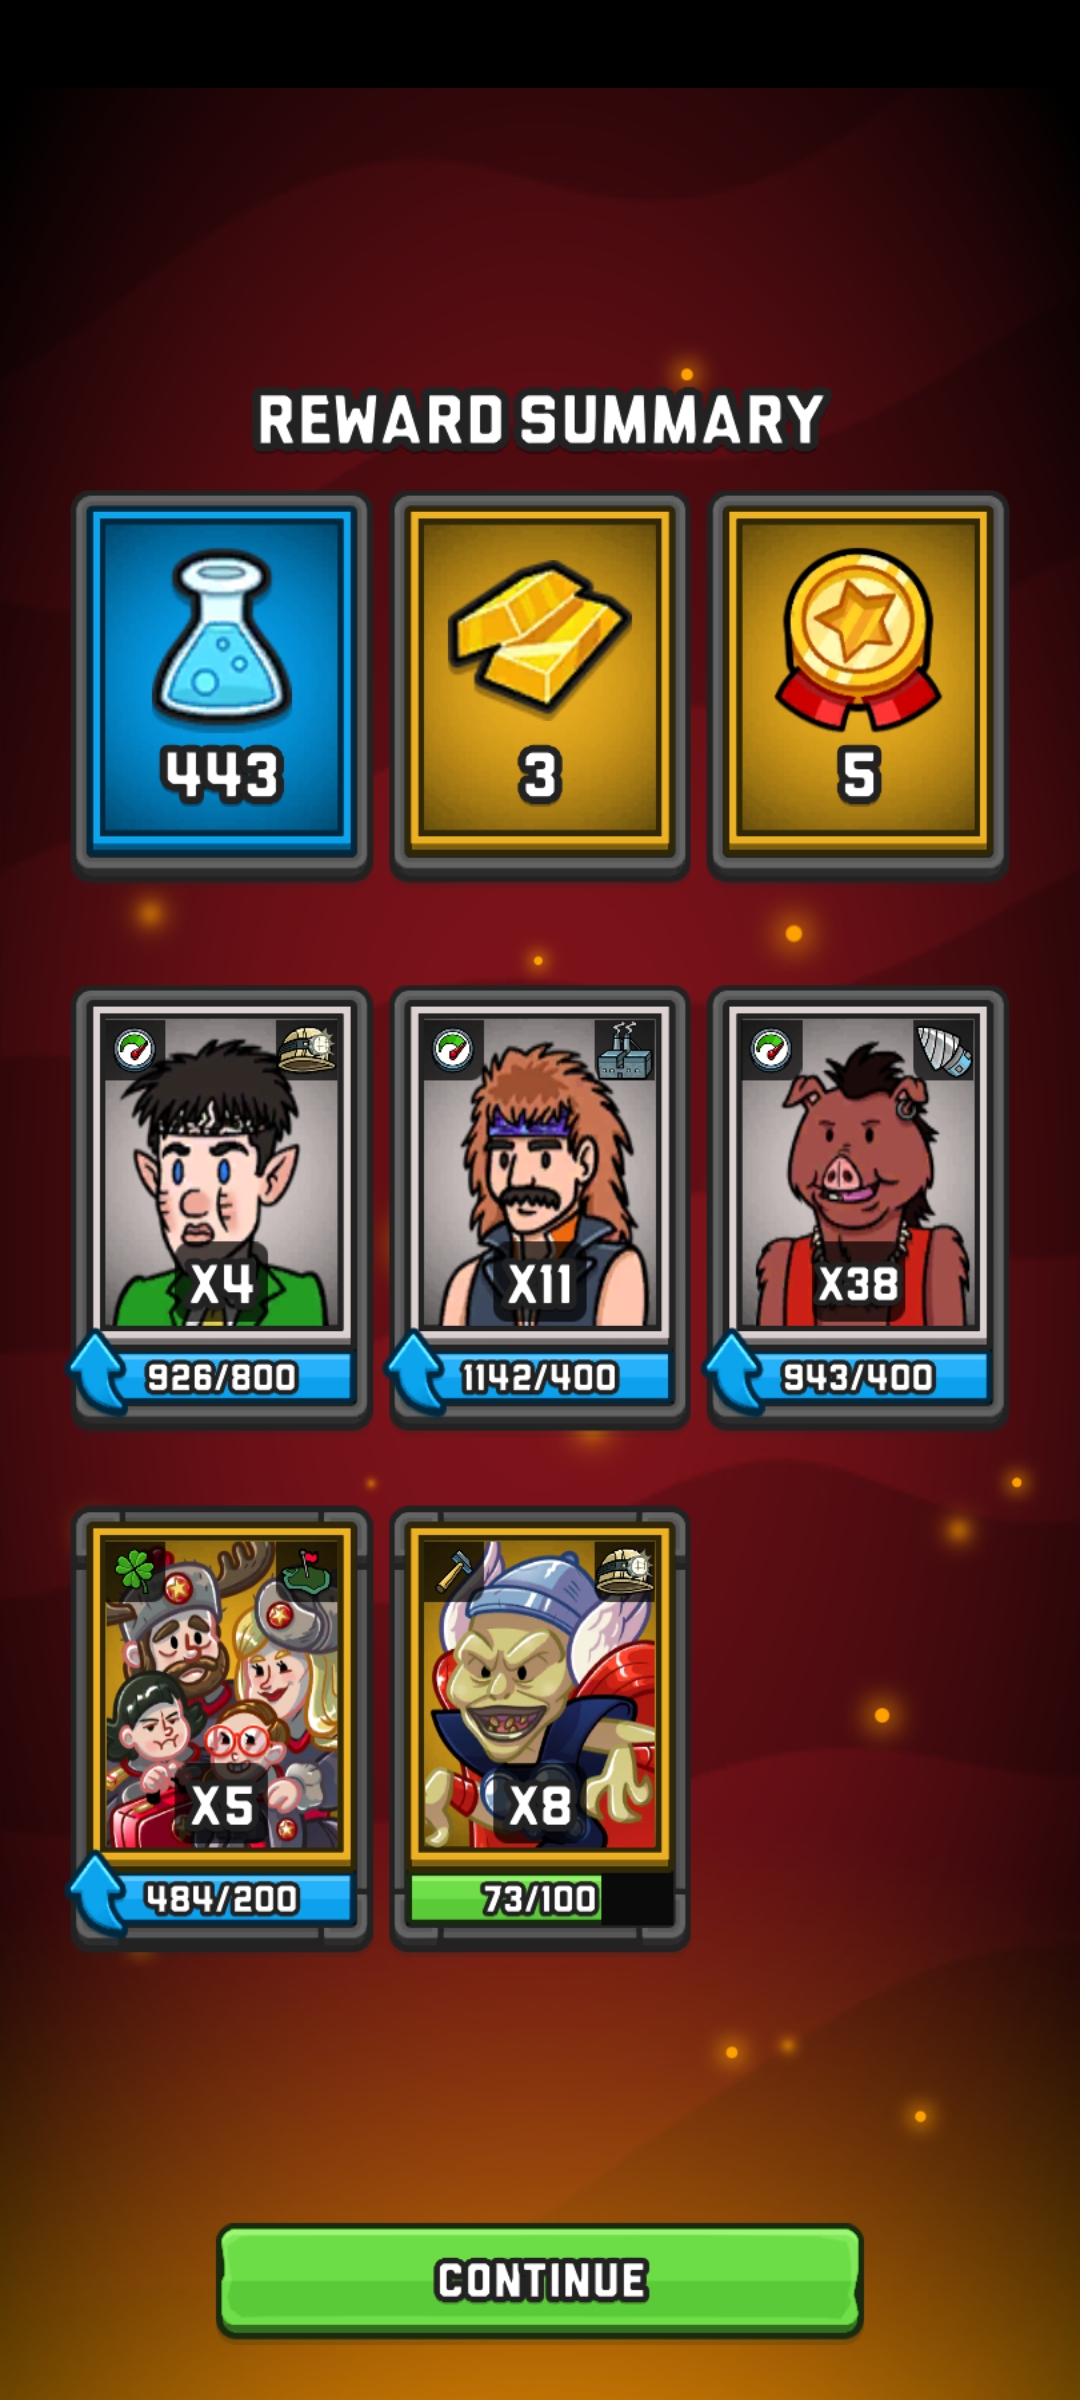 REWARD SUMMARY
443
3
5
X4
X11
X38
926/800
1142/400
943/400
X5
X8
484/200
73/100
CONTINUE